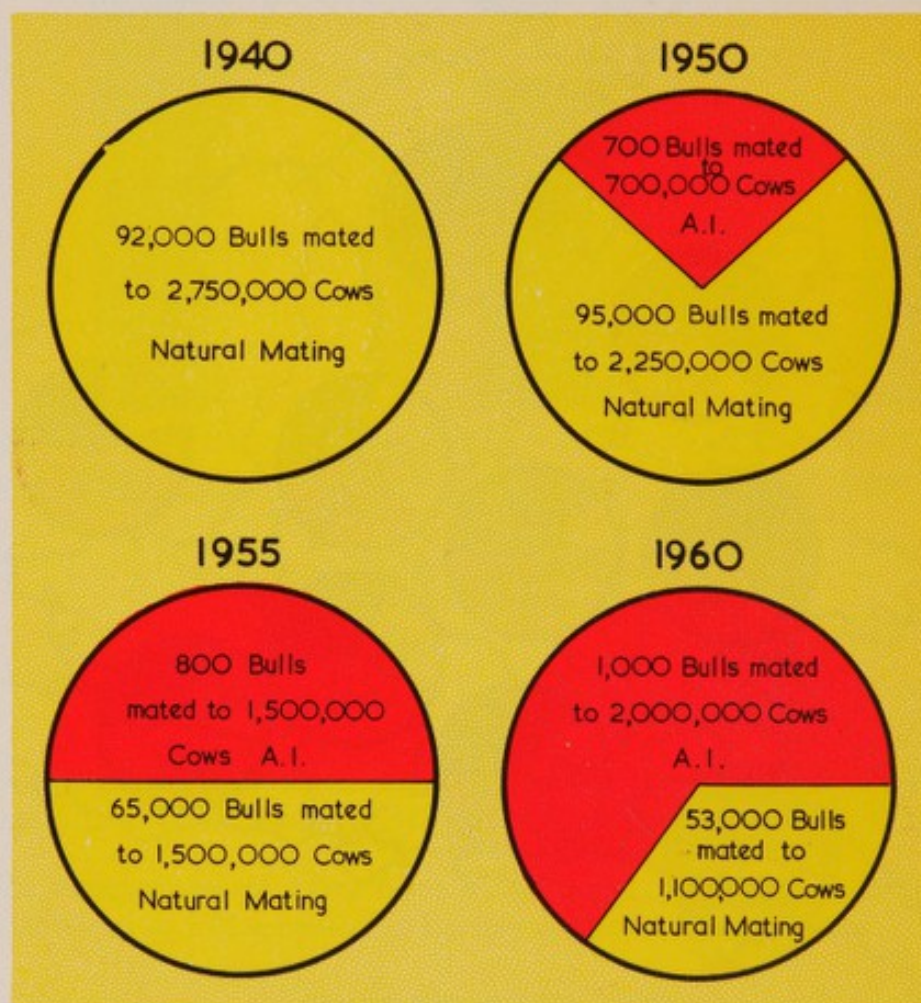 1940
92,000 Bulls mated
to 2,750,000 Cows
Natural Mating
1950
700 Bulls mated
to
700,000 Cows
A.I.
95,000 Bulls mated
to 2,250,000 Cows
Natural Mating
1955
800 Bulls
mated to 1,500,000
Cows A.I.
65,000 Bulls mated
to 1,500,000 Cows
Natural Mating
1960
1,000 Bulls mated
to 2,000,000 Cows
A.I.
53,000 Bulls
mated to
1,100,000 Cows
Natural Mating